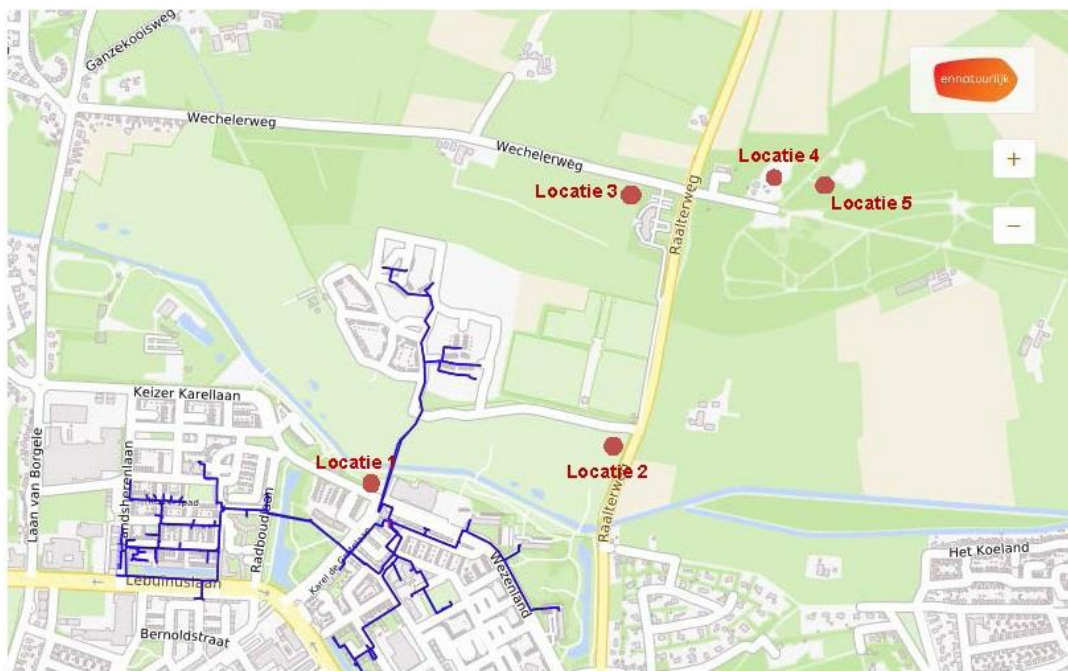 Ganzekooisweg
ennatuurlijk
Wechelerweg
Wechelerweg
Locatie 4
+
Locatie 3
Locatie 5
Raalterweg
−
Keizer Karellaan
Laan van Borgele
Landsherenlaan
Radboudlaan
Locatie 1
Locatie 2
Raalterweg
Wezenland
Het Koeland
Lebuinuslaan
Bernoldstraat